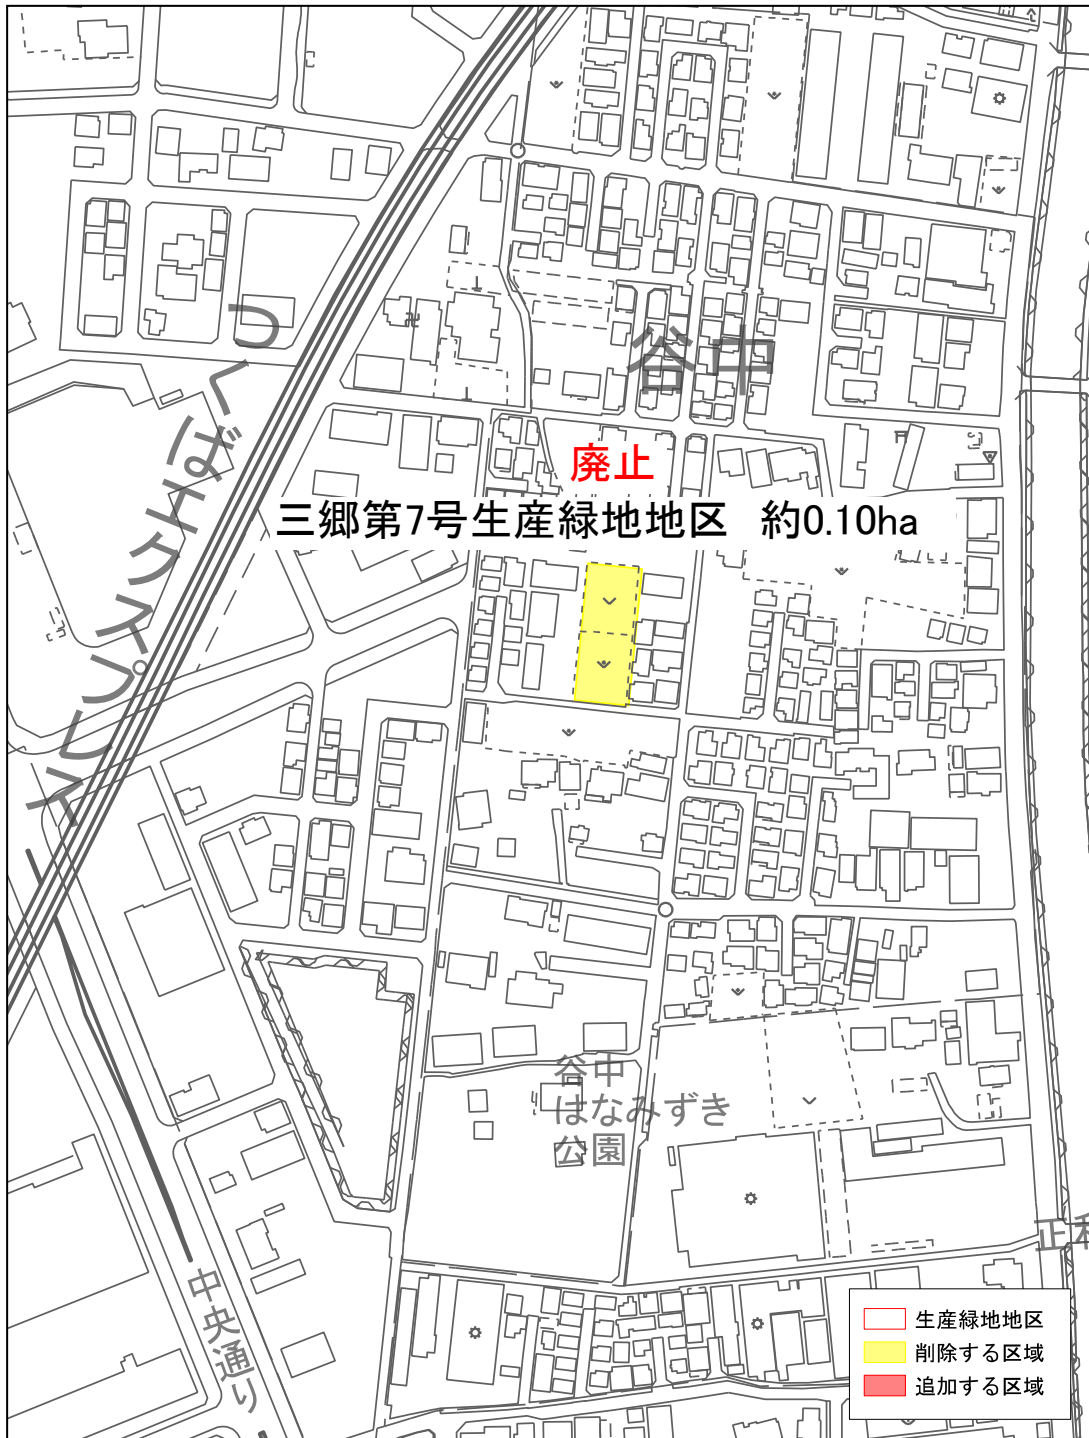 つくばエクスプレス
谷中
廃止
三郷第7号生産緑地地区 約0.10ha
谷中
はなみずき
公園
中央通り
生産緑地地区
削除する区域
追加する区域